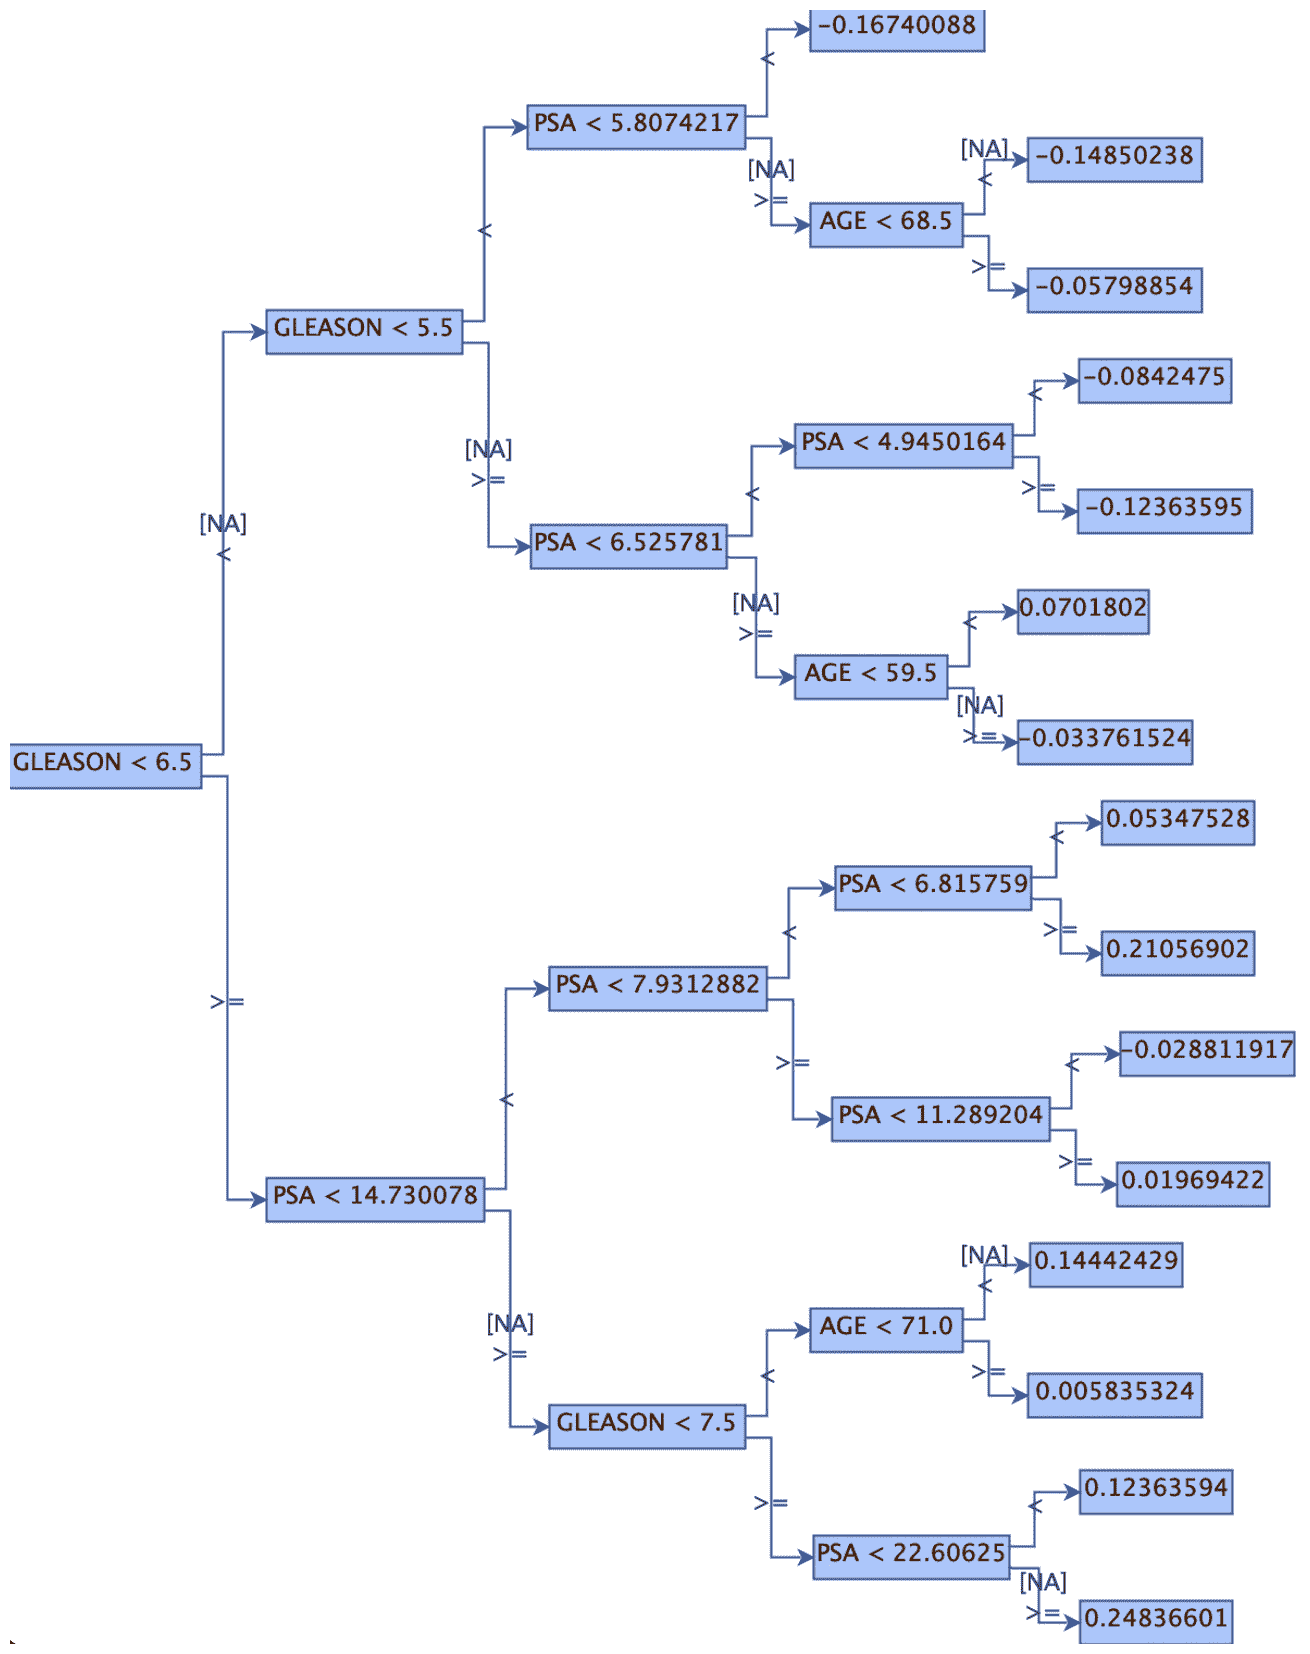 -0.16740088
<
PSA < 5.8074217
[NA]
>=
[NA]
<
-0.14850238
AGE < 68.5
>=
-0.05798854
<
GLEASON < 5.5
[NA]
>=
<
-0.0842475
PSA < 4.9450164
>=
-0.12363595
<
PSA < 6.525781
[NA]
>=
<
0.0701802
AGE < 59.5
[NA]
>=
-0.033761524
[NA]
<
GLEASON < 6.5
>=
<
0.05347528
PSA < 6.815759
>=
0.21056902
<
PSA < 7.9312882
>=
<
-0.028811917
PSA < 11.289204
>=
0.01969422
<
PSA < 14.730078
[NA]
>=
[NA]
<
0.14442429
AGE < 71.0
>=
0.005835324
<
GLEASON < 7.5
>=
<
0.12363594
PSA < 22.60625
[NA]
>=
0.24836601